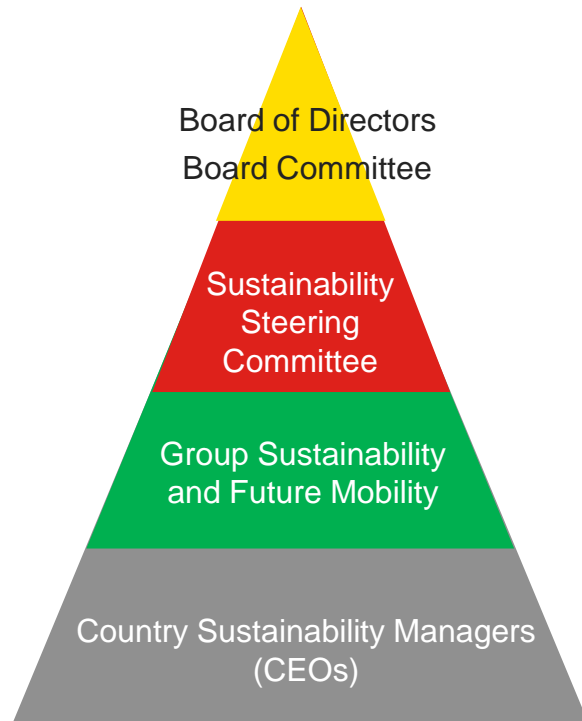 Board of Directors
Board Committee
Sustainability
Steering
Committee
Group Sustainability
and Future Mobility
Country Sustainability Managers
(CEOs)